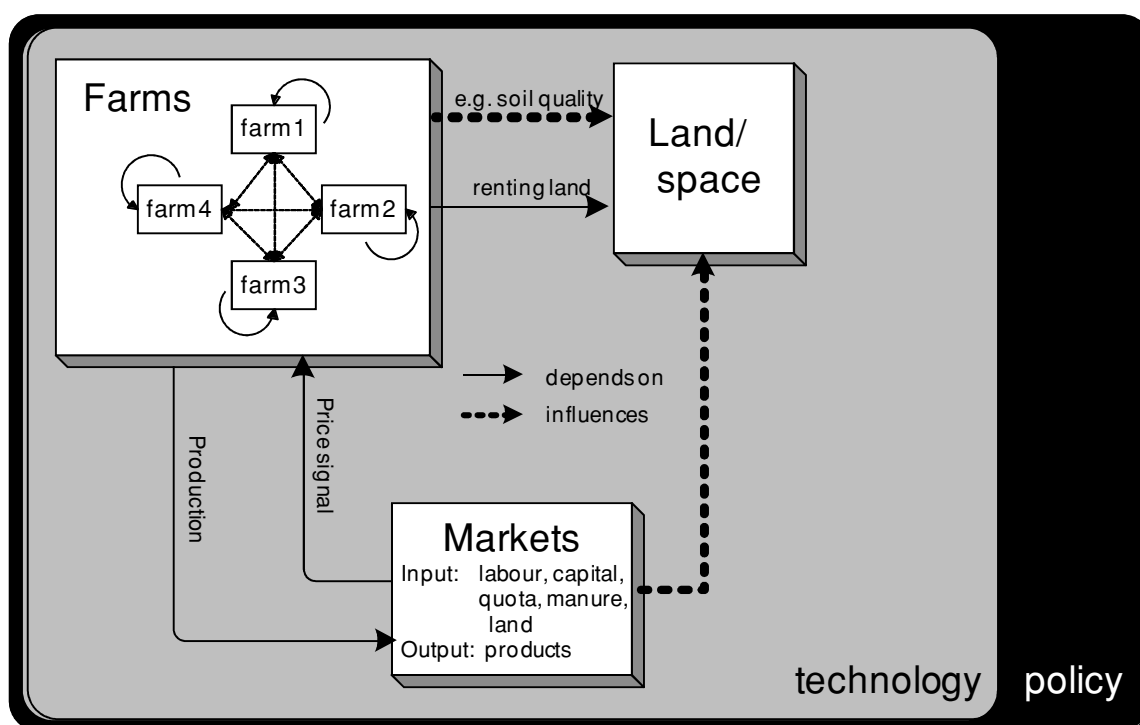 Farms
farm1
farm4
farm2
farm3
e.g. soil quality
renting land
Land/
space
depends on
influences
Production
Price signal
Markets
Input: labour, capital,
quota, manure,
land
Output: products
technology
policy